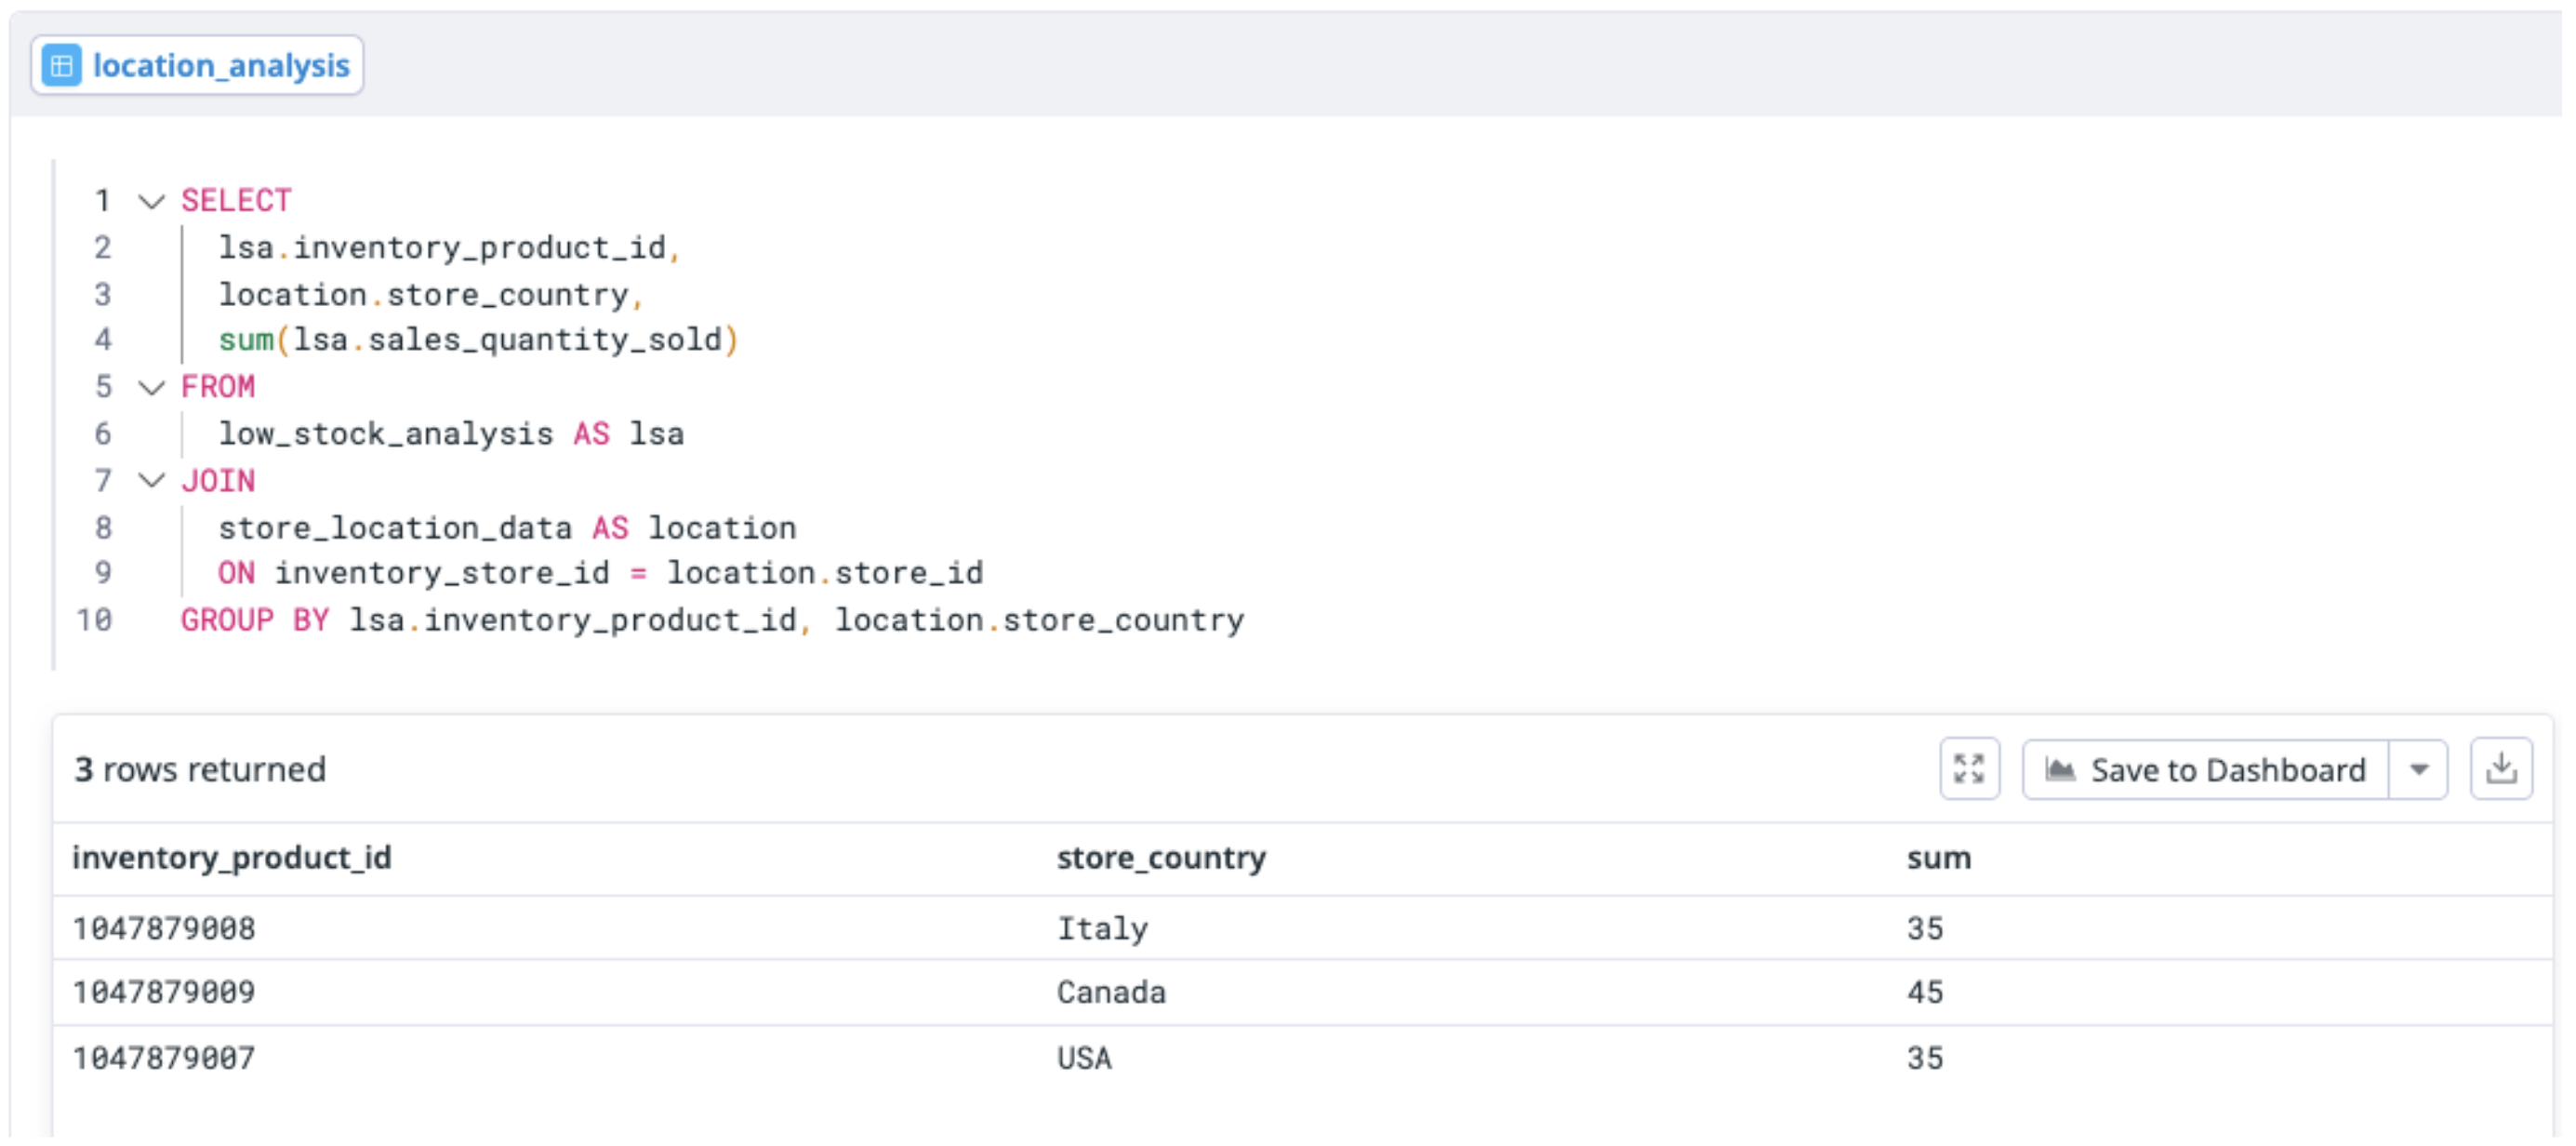 location_analysis
1 SELECT
2 lsa.inventory_product_id,
3 location.store_country,
4 sum(lsa.sales_quantity_sold)
5 FROM
6 low_stock_analysis AS lsa
7 JOIN
8 store_location_data AS location
9 ON inventory_store_id = location.store_id
10 GROUP BY lsa.inventory_product_id, location.store_country
3 rows returned Save to Dashboard
inventory_product_id store_country sum
1047879008 Italy 35
1047879009 Canada 45
1047879007 USA 35